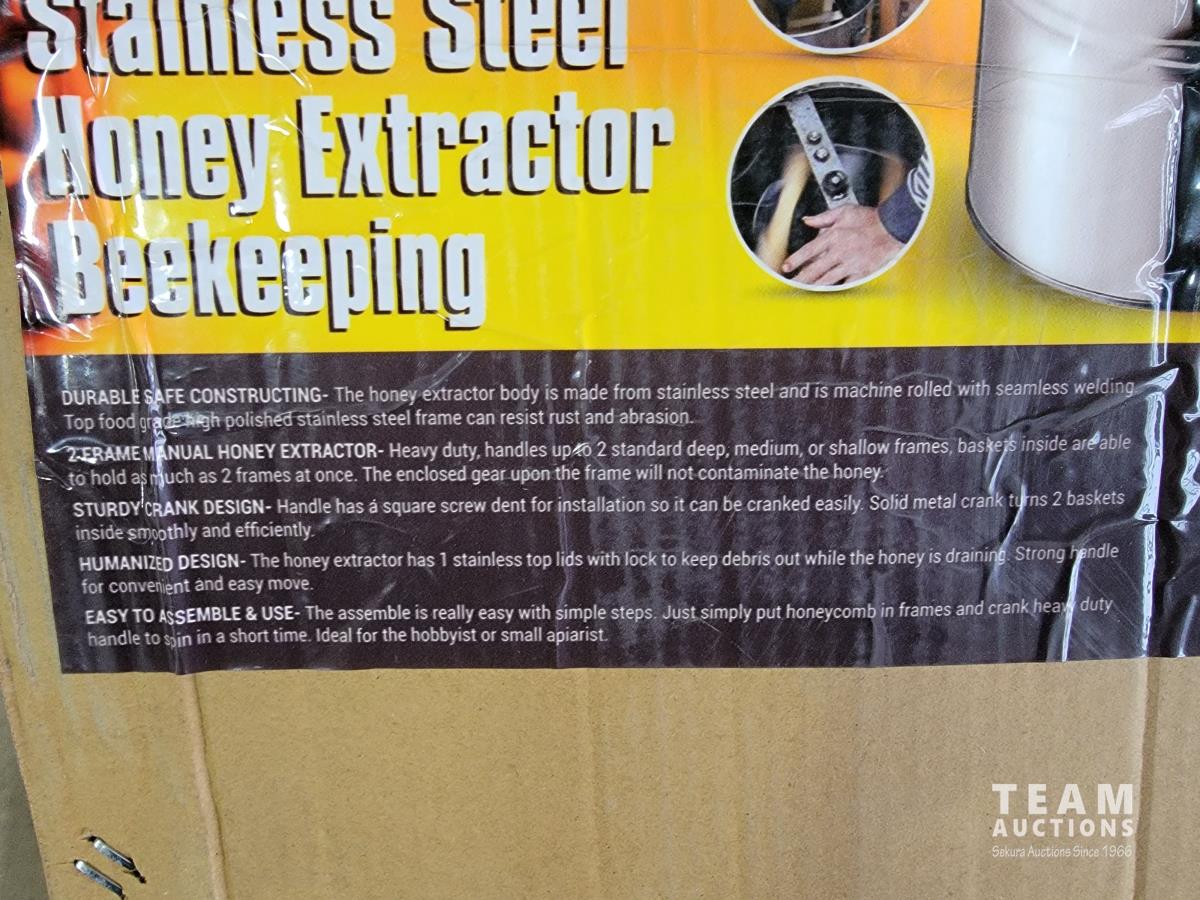 Stainless Steel
Honey Extractor
Beekeeping
DURABLE SAFE CONSTRUCTING- The honey extractor body is made from stainless steel and is machine rolled with seamless welding.
Top food grade high polished stainless steel frame can resist rust and abrasion.
2-FRAME MANUAL HONEY EXTRACTOR- Heavy duty, handles up to 2 standard deep, medium, or shallow frames, baskets inside are able
to hold as much as 2 frames at once. The enclosed gear upon the frame will not contaminate the honey.
STURDY CRANK DESIGN- Handle has a square screw dent for installation so it can be cranked easily. Solid metal crank turns 2 baskets
inside smoothly and efficiently.
HUMANIZED DESIGN- The honey extractor has 1 stainless top lids with lock to keep debris out while the honey is draining. Strong handle
for convenient and easy move.
EASY TO ASSEMBLE & USE- The assemble is really easy with simple steps. Just simply put honeycomb in frames and crank heavy duty
handle to spin in a short time. Ideal for the hobbyist or small apiarist.
TEAM
AUCTIONS
Sekura Auctions Since 1966